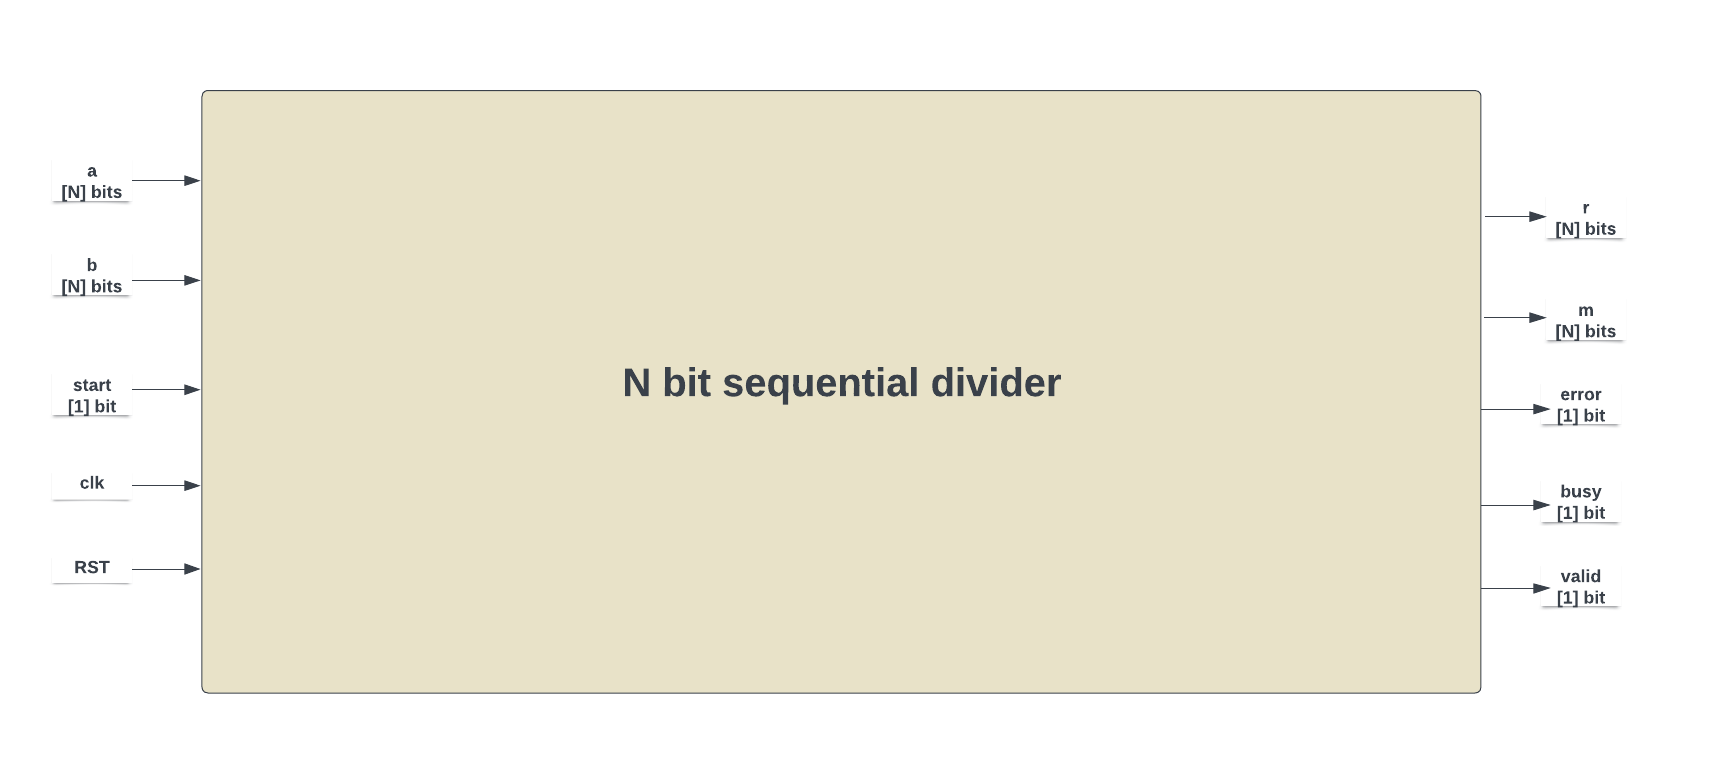 a
[N] bits
b
[N] bits
start
[1] bit
clk
RST
N bit sequential divider
r
[N] bits
m
[N] bits
error
[1] bit
busy
[1] bit
valid
[1] bit